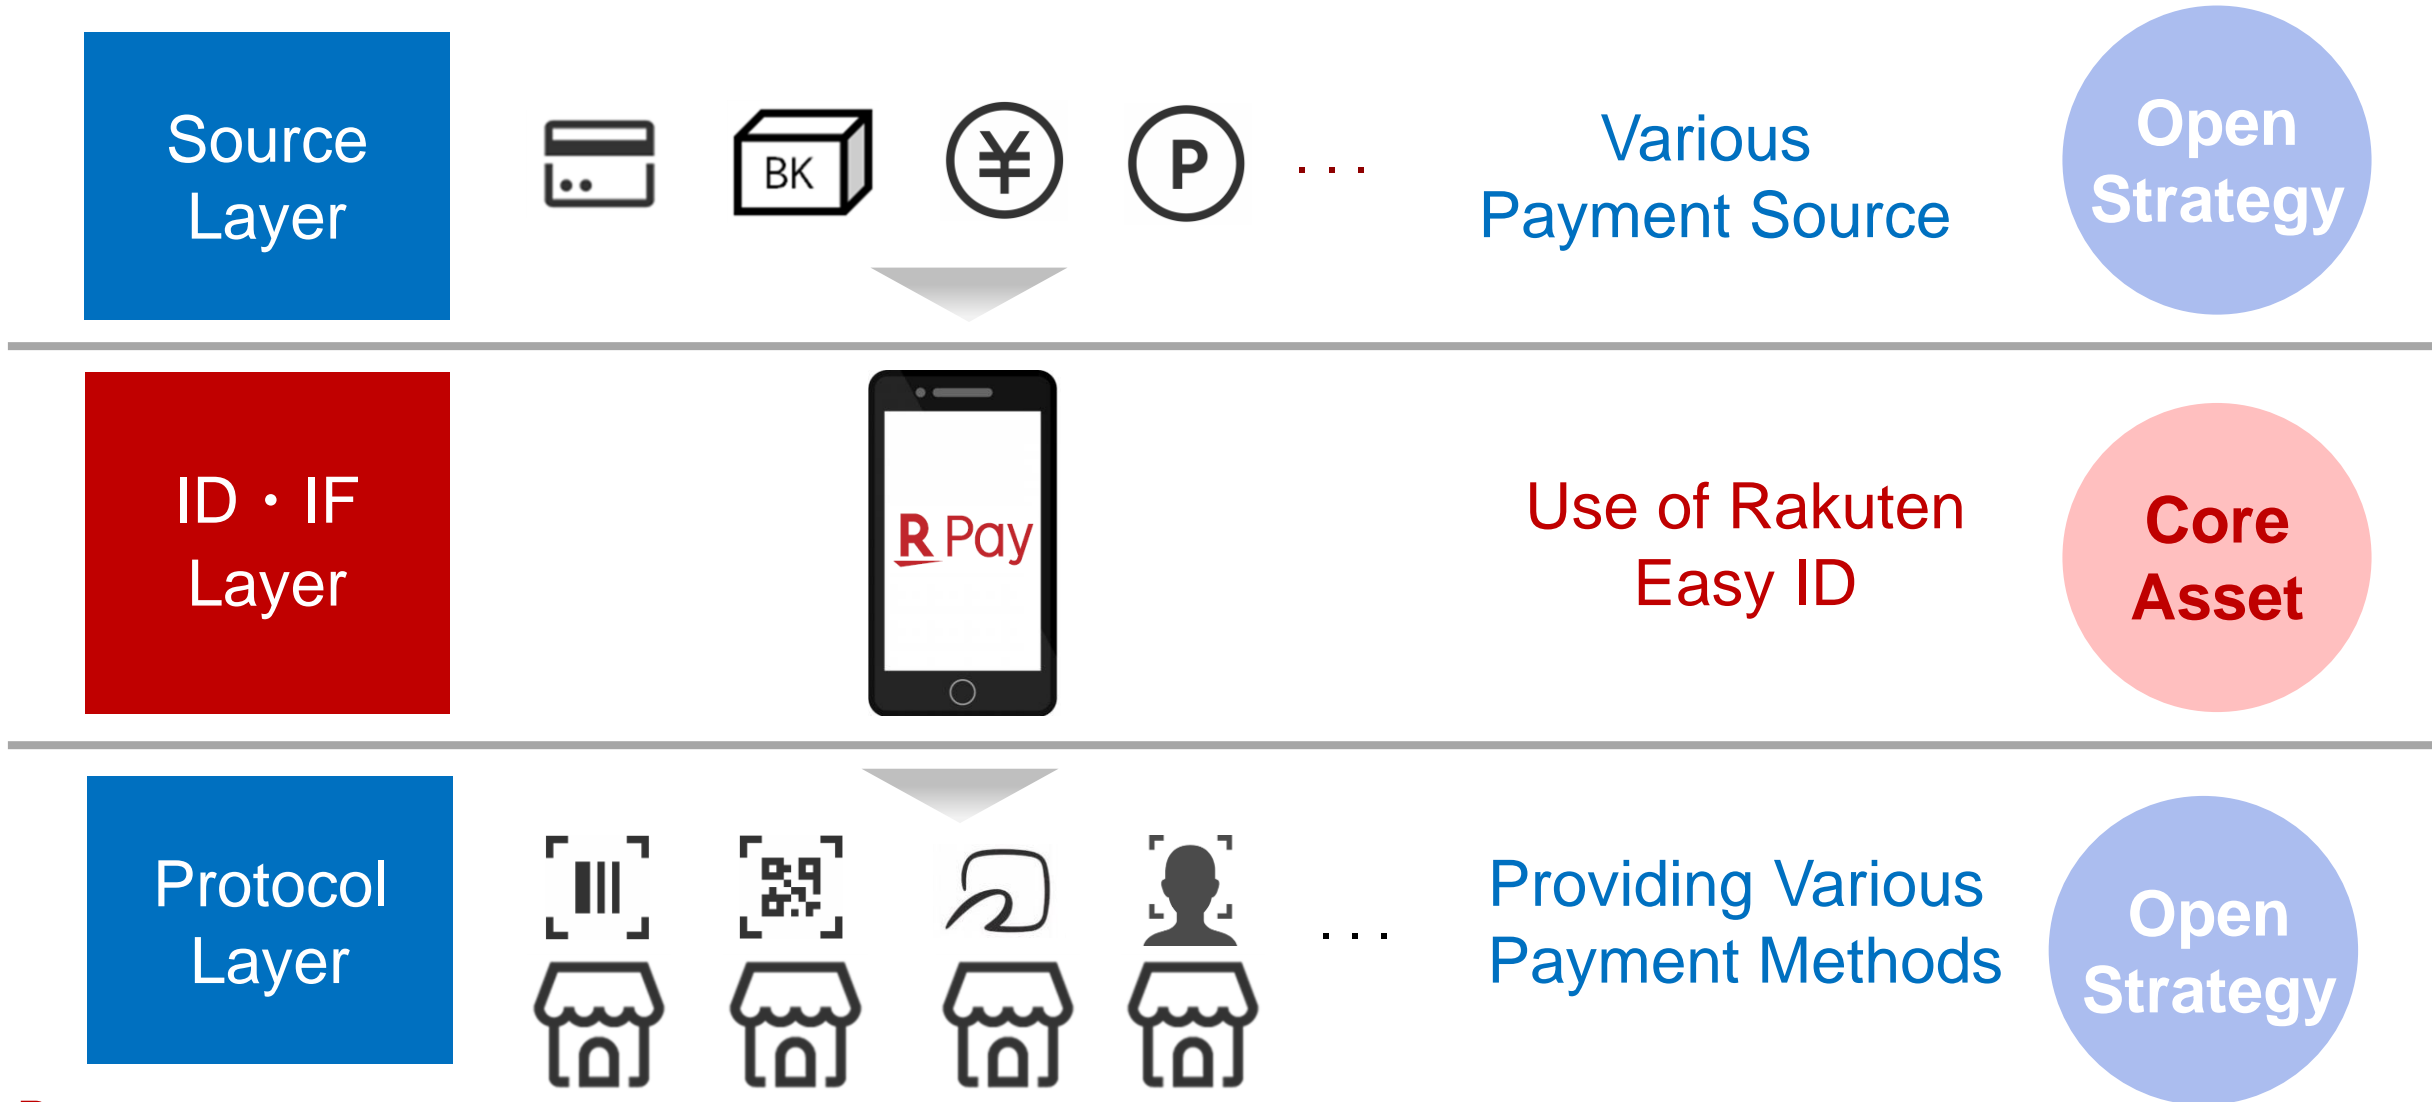 Source
Layer
BK
¥
P
...
Various
Payment Source
Open
Strategy
ID・IF
Layer
R Pay
Use of Rakuten
Easy ID
Core
Asset
Protocol
Layer
...
Providing Various
Payment Methods
Open
Strategy